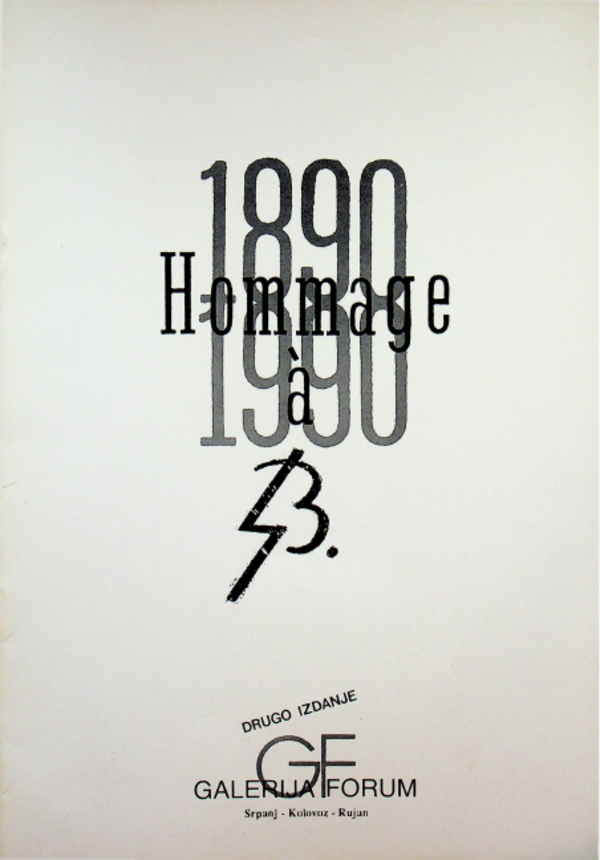 1890
Hommage
1990
à
B.
DRUGO IZDANJE
GF
GALERIJA FORUM
Srpanj - Kolovoz - Rujan